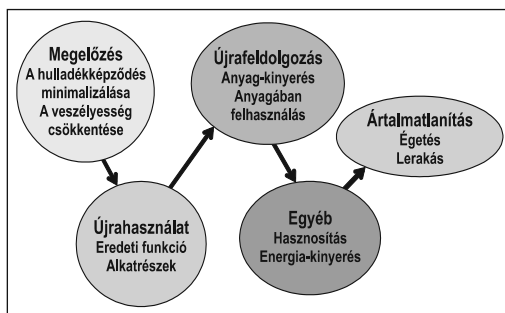 Megelőzés
A hulladékképződés
minimalizálása
A veszélyesség
csökkentése
Újrahasználat
Eredeti funkció
Alkatrészek
Újrafeldolgozás
Anyag-kinyerés
Anyagában
felhasználás
Egyéb
Hasznosítás
Energia-kinyerés
Ártalmatlanítás
Égetés
Lerakás